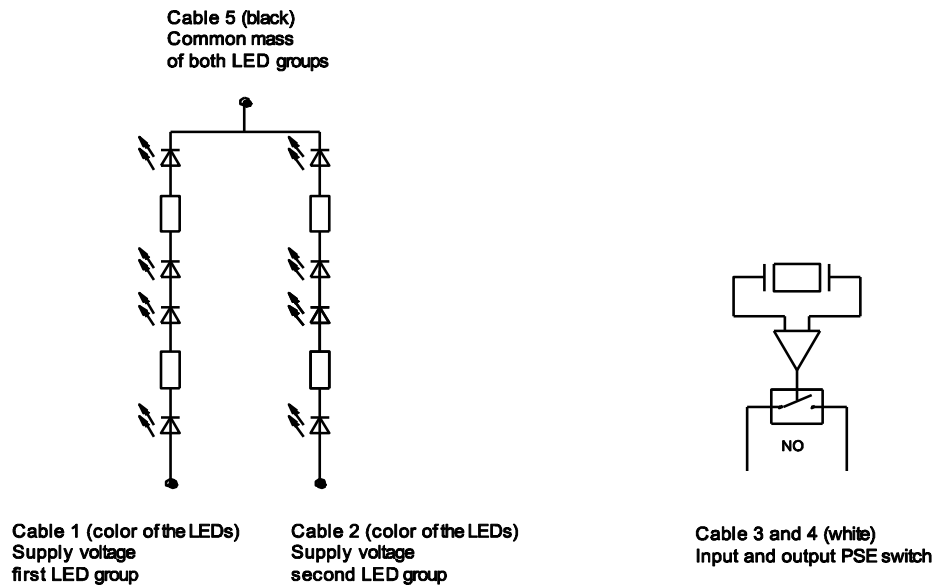 Cable 5 (black)
Common mass
of both LED groups
NO
Cable 1 (color of the LEDs)
Supply voltage
first LED group
Cable 2 (color of the LEDs)
Supply voltage
second LED group
Cable 3 and 4 (white)
Input and output PSE switch